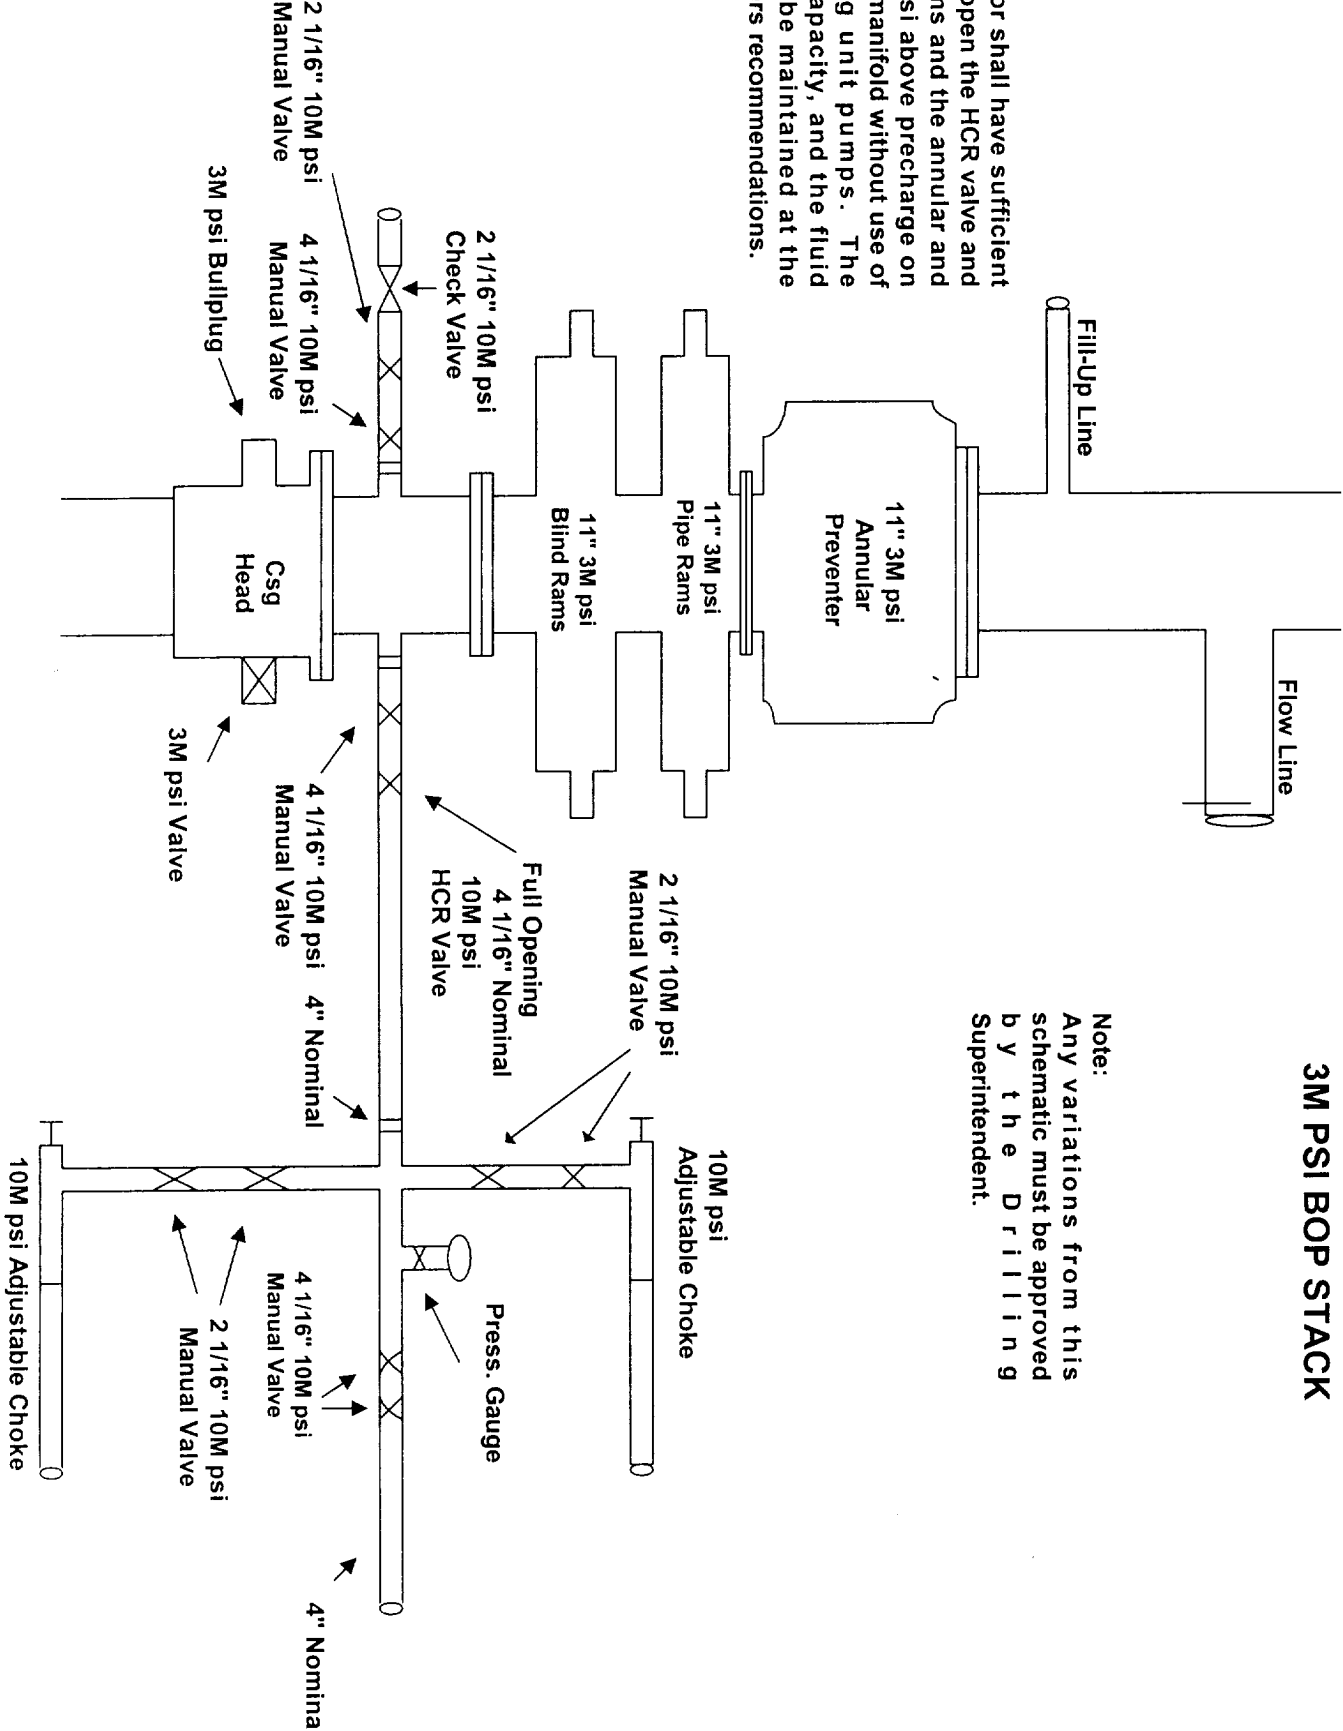 3M PSI BOP STACK
or shall have sufficient
open the HCR valve and
ns and the annular and
si above precharge on
manifold without use of
g unit pumps. The
apacity, and the fluid
be maintained at the
rs recommendations.
Note:
Any variations from this
schematic must be approved
by the Drilling
Superintendent.
Fill-Up Line
Flow Line
11" 3M psi
Annular
Preventer
11" 3M psi
Pipe Rams
11" 3M psi
Blind Rams
2 1/16" 10M psi
Check Valve
2 1/16" 10M psi
Manual Valve
4 1/16" 10M psi
Manual Valve
3M psi Bullplug
Csg
Head
3M psi Valve
4 1/16" 10M psi
Manual Valve
Full Opening
4 1/16" Nominal
10M psi
HCR Valve
4" Nominal
2 1/16" 10M psi
Manual Valve
10M psi
Adjustable Choke
Press. Gauge
4 1/16" 10M psi
Manual Valve
2 1/16" 10M psi
Manual Valve
10M psi Adjustable Choke
4" Nomina